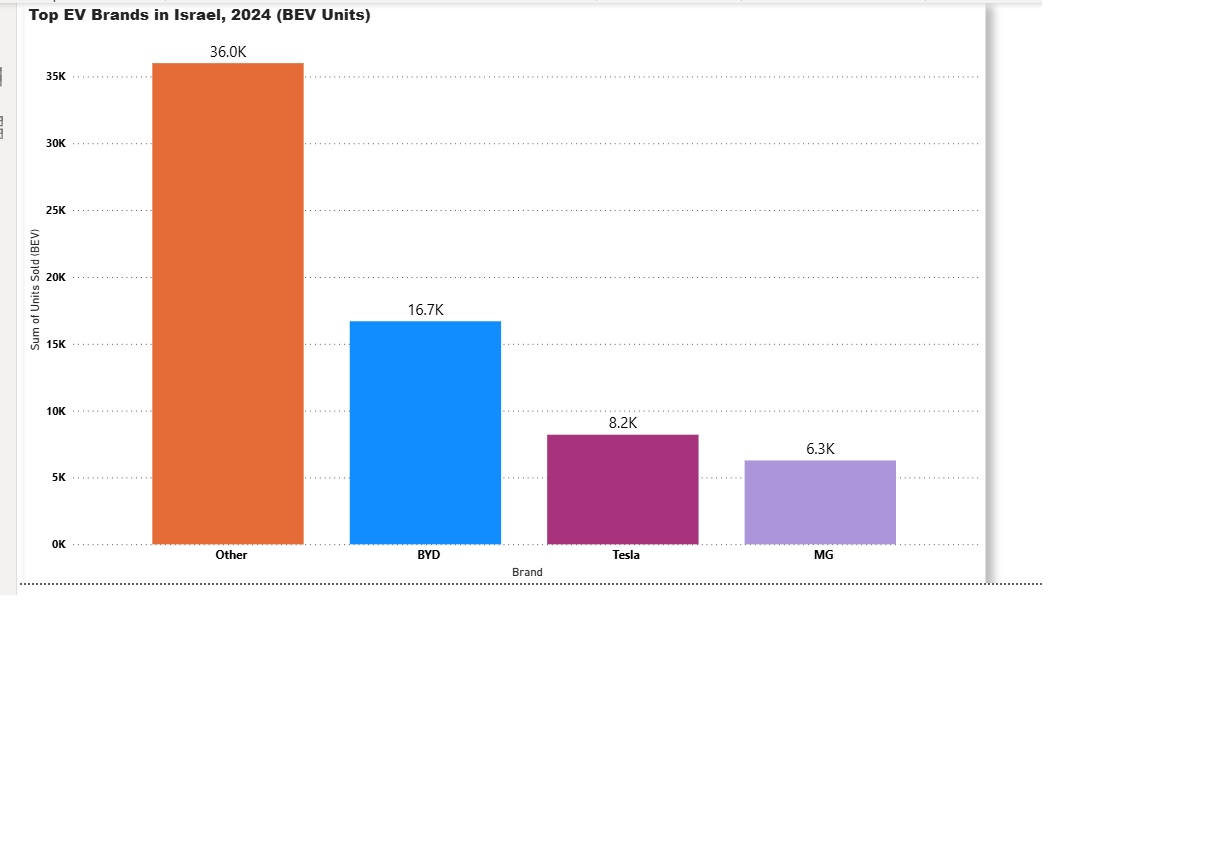 Top EV Brands in Israel, 2024 (BEV Units)
36.0K
35K
30K
25K
20K
16.7K
15K
10K
8.2K
6.3K
5K
0K
Sum of Units Sold (BEV)
Other
BYD
Tesla
MG
Brand